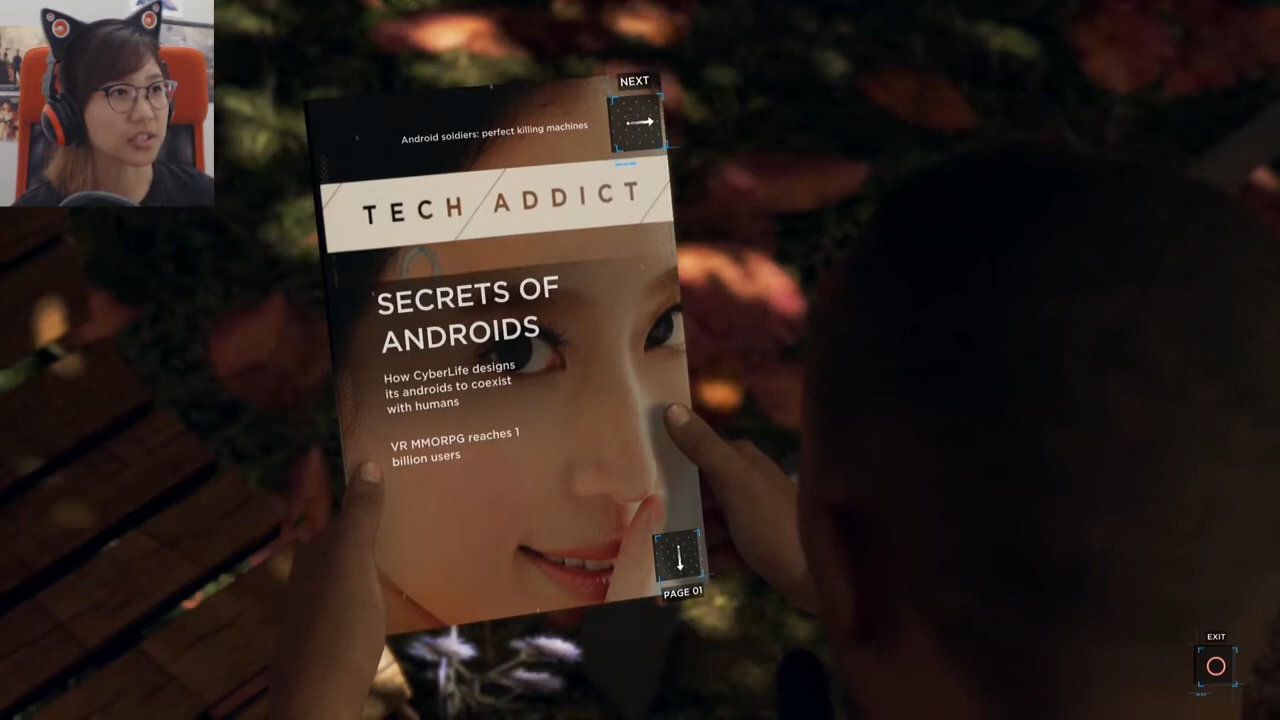 NEXT
Android soldiers: perfect killing machines
TECH ADDICT
SECRETS OF
ANDROIDS
How CyberLife designs
its androids to coexist
with humans
VR MMORPG reaches 1
billion users
PAGE 01
EXIT